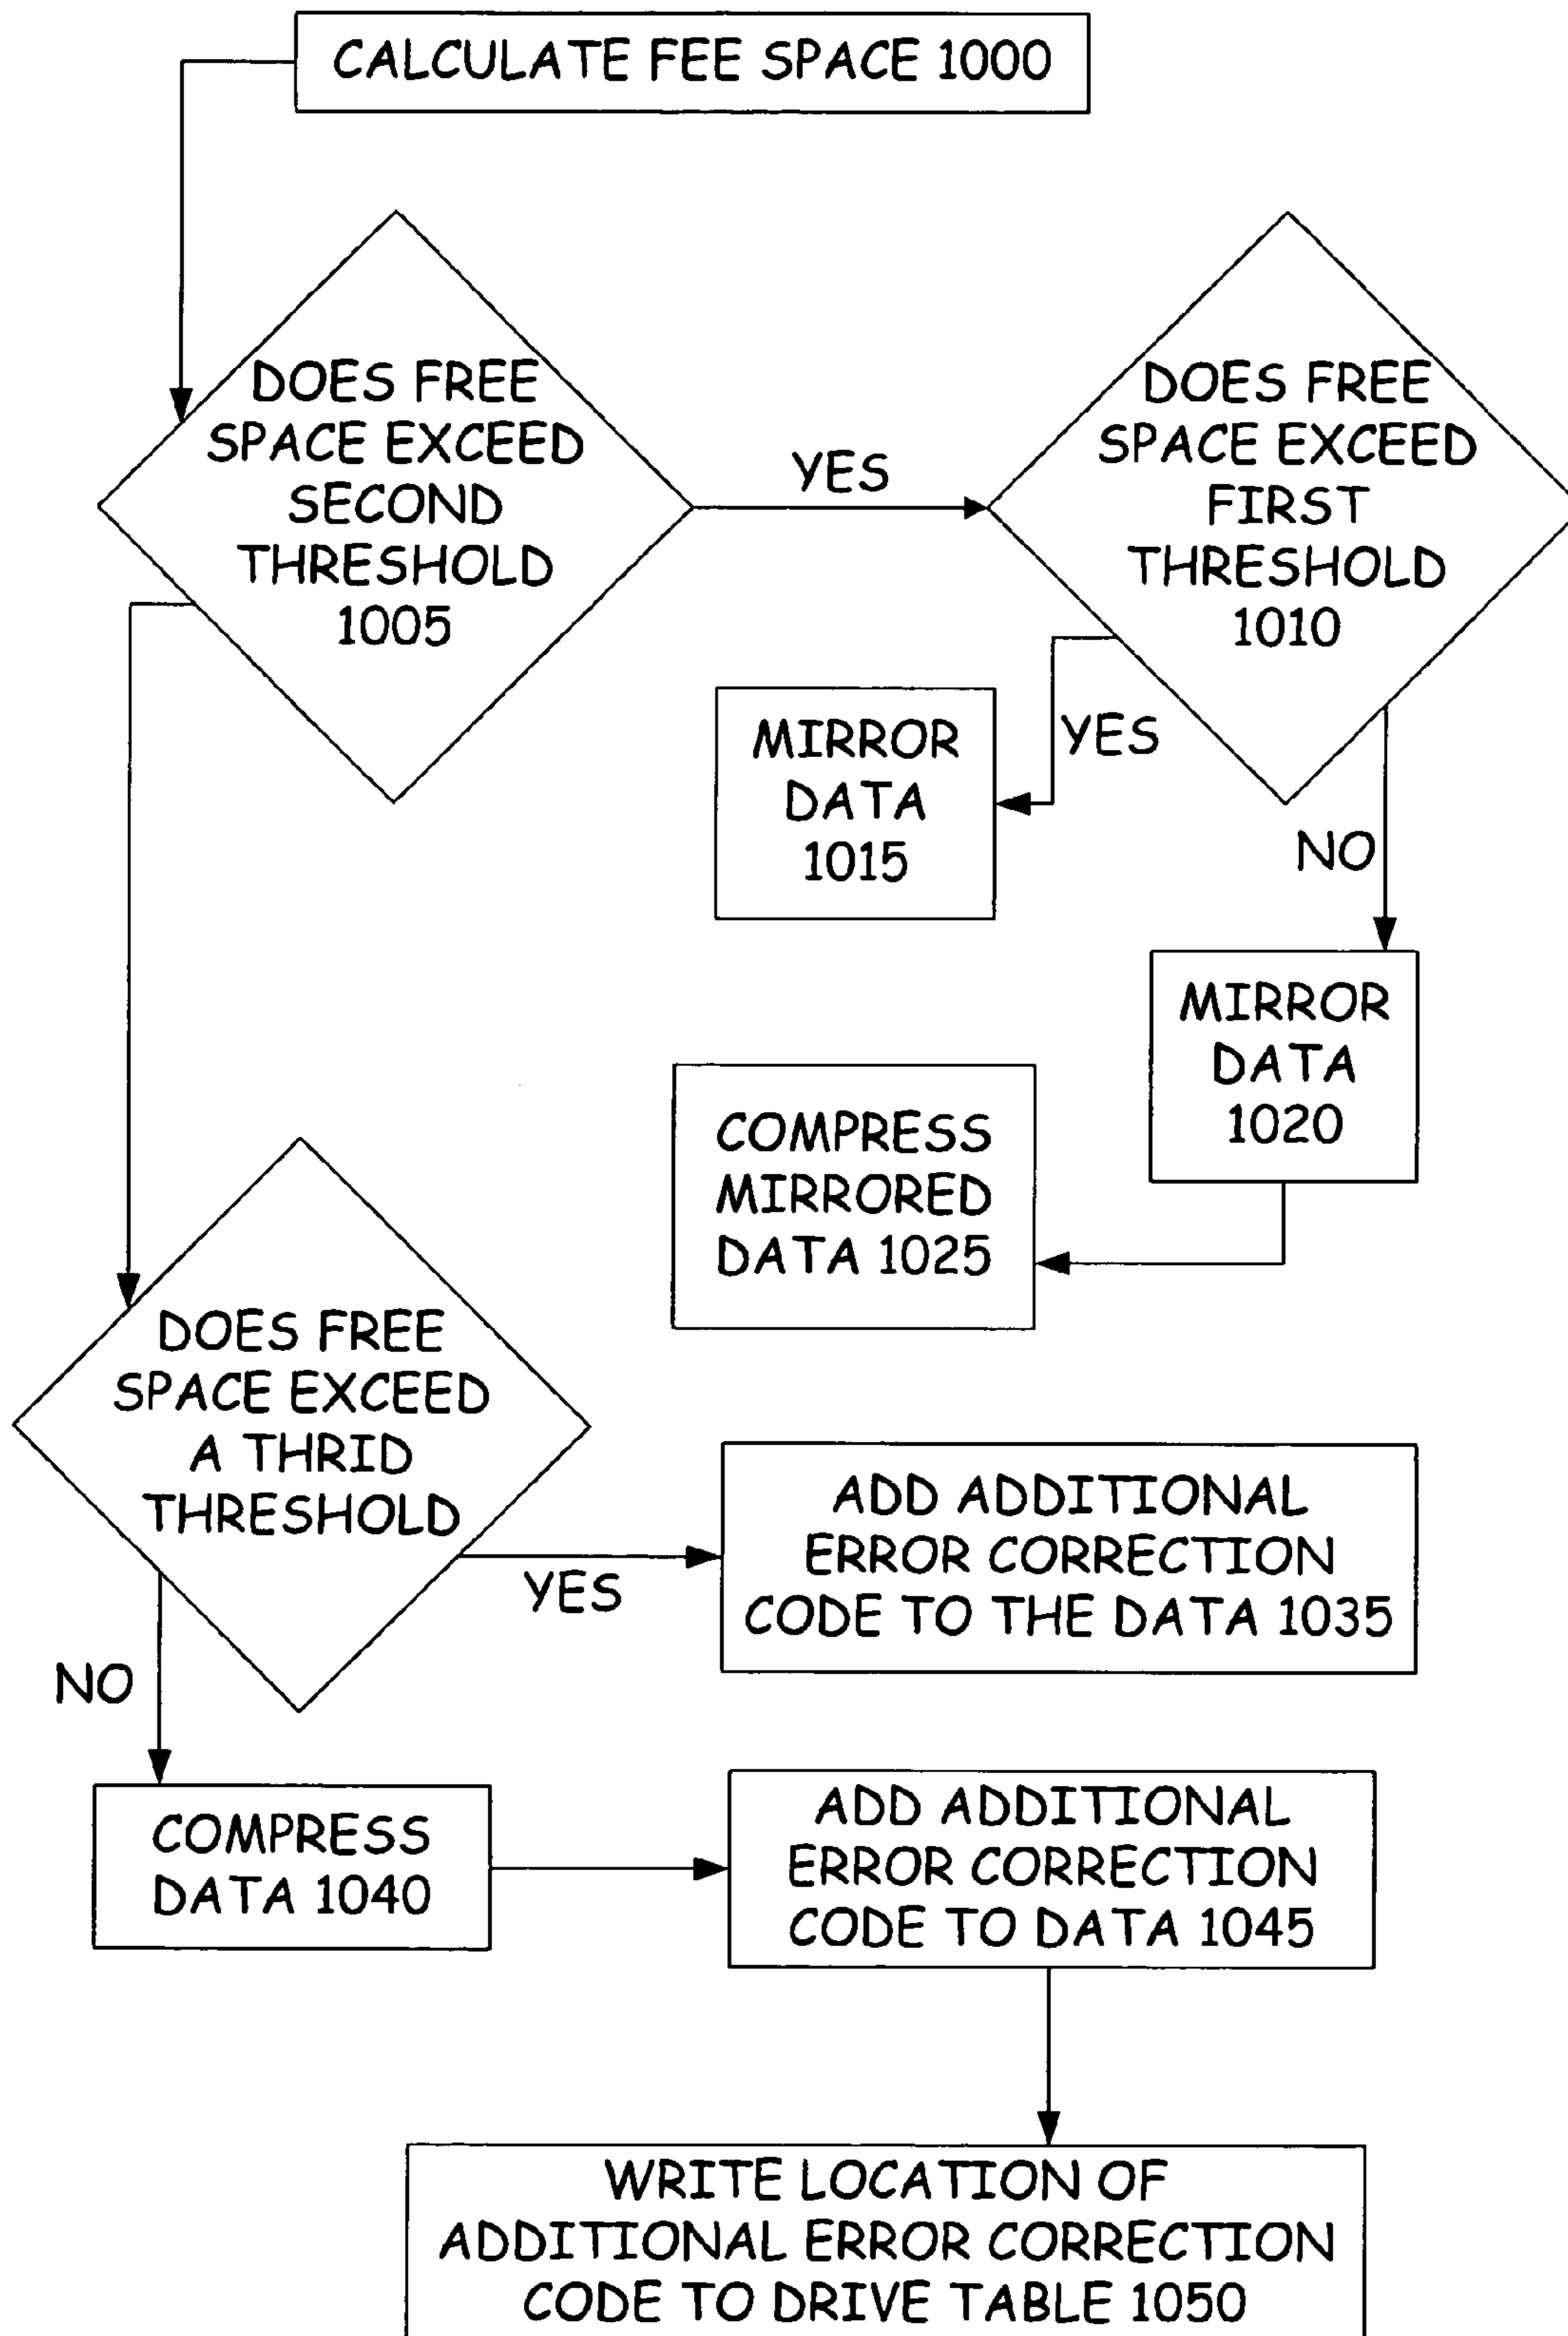 CALCULATE FEE SPACE 1000
DOES FREE
SPACE EXCEED
SECOND
THRESHOLD
1005
YES
DOES FREE
SPACE EXCEED
FIRST
THRESHOLD
1010
YES
MIRROR
DATA
1015
NO
MIRROR
DATA
1020
COMPRESS
MIRRORED
DATA 1025
DOES FREE
SPACE EXCEED
A THRID
THRESHOLD
YES
ADD ADDITIONAL
ERROR CORRECTION
CODE TO THE DATA 1035
NO
COMPRESS
DATA 1040
ADD ADDITIONAL
ERROR CORRECTION
CODE TO DATA 1045
WRITE LOCATION OF
ADDITIONAL ERROR CORRECTION
CODE TO DRIVE TABLE 1050